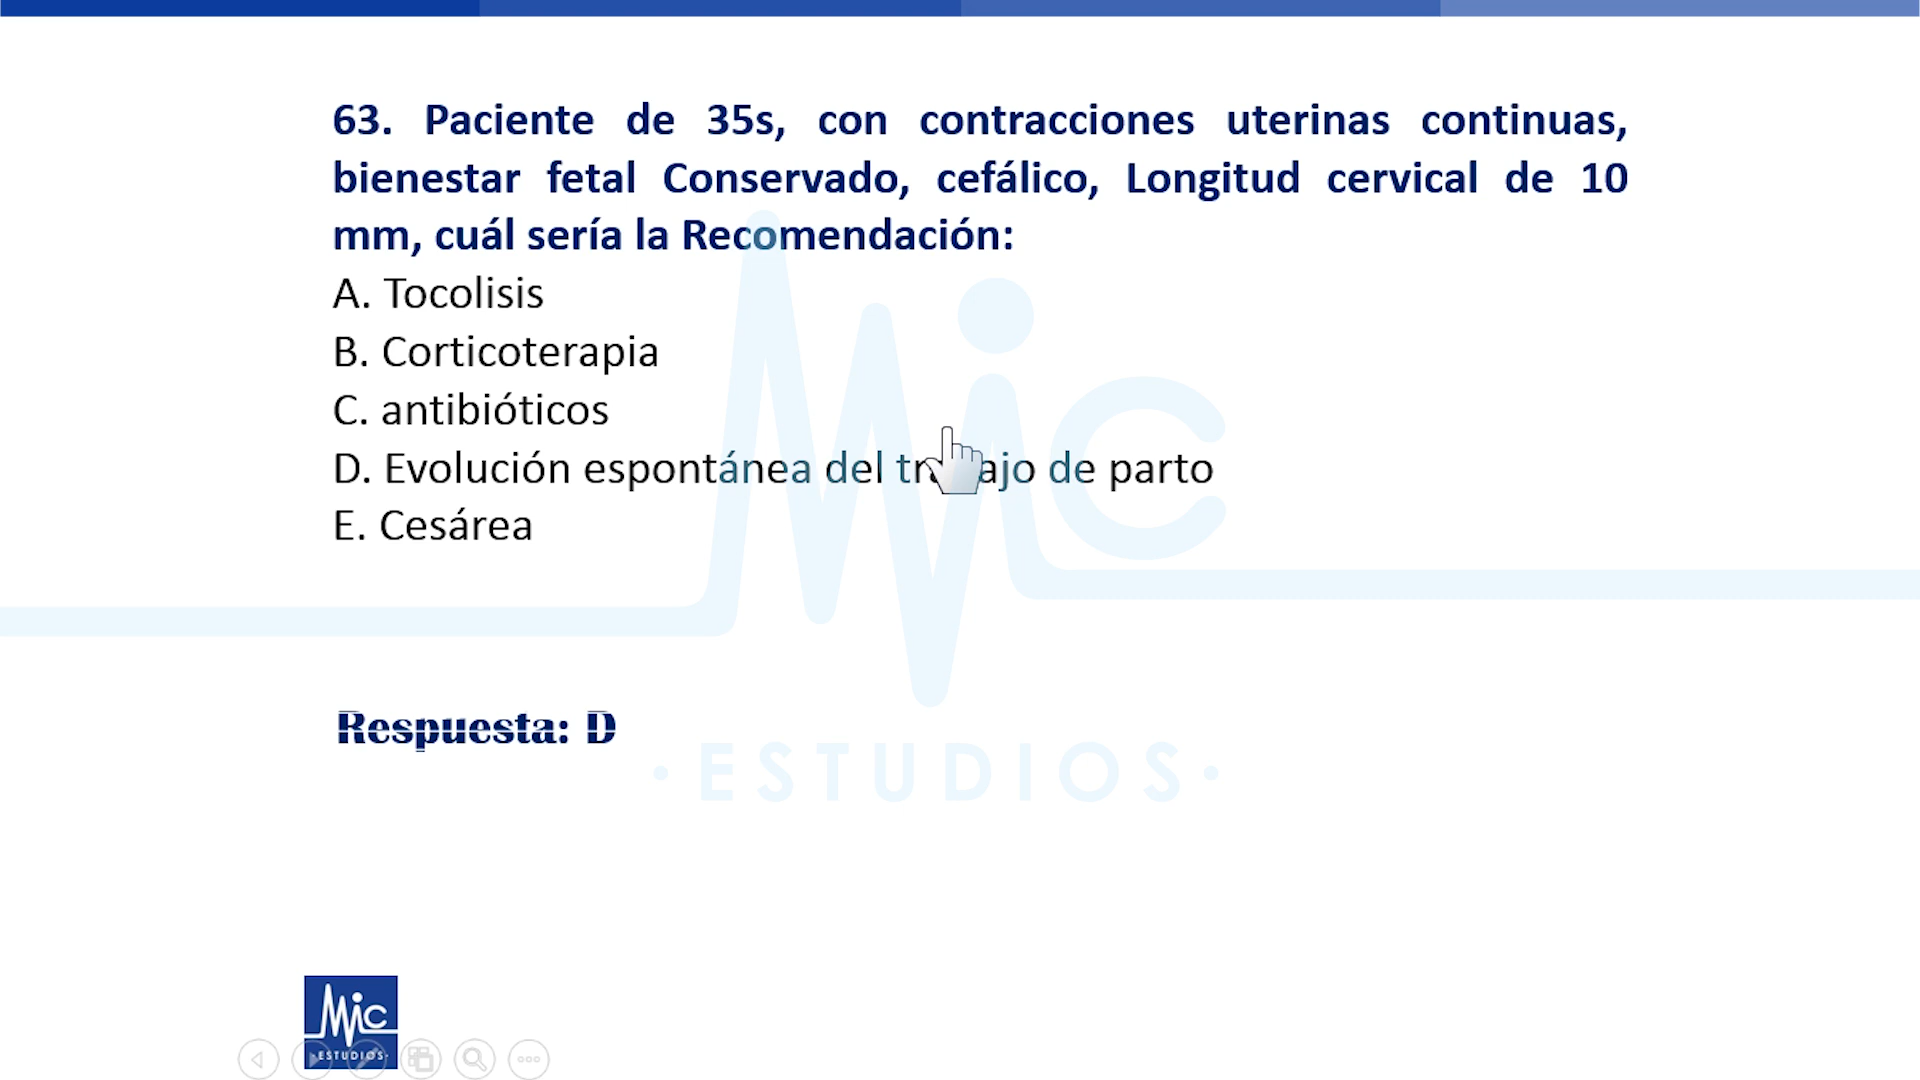 63. Paciente de 35s, con contracciones uterinas continuas,
bienestar fetal Conservado, cefálico, Longitud cervical de 10
mm, cuál sería la Recomendación:
A. Tocolisis
B. Corticoterapia
C. antibióticos
D. Evolución espontánea del trabajo de parto
E. Cesárea
Respuesta: D
Mic
·ESTUDIOS·
Mic
·ESTUDIOS·